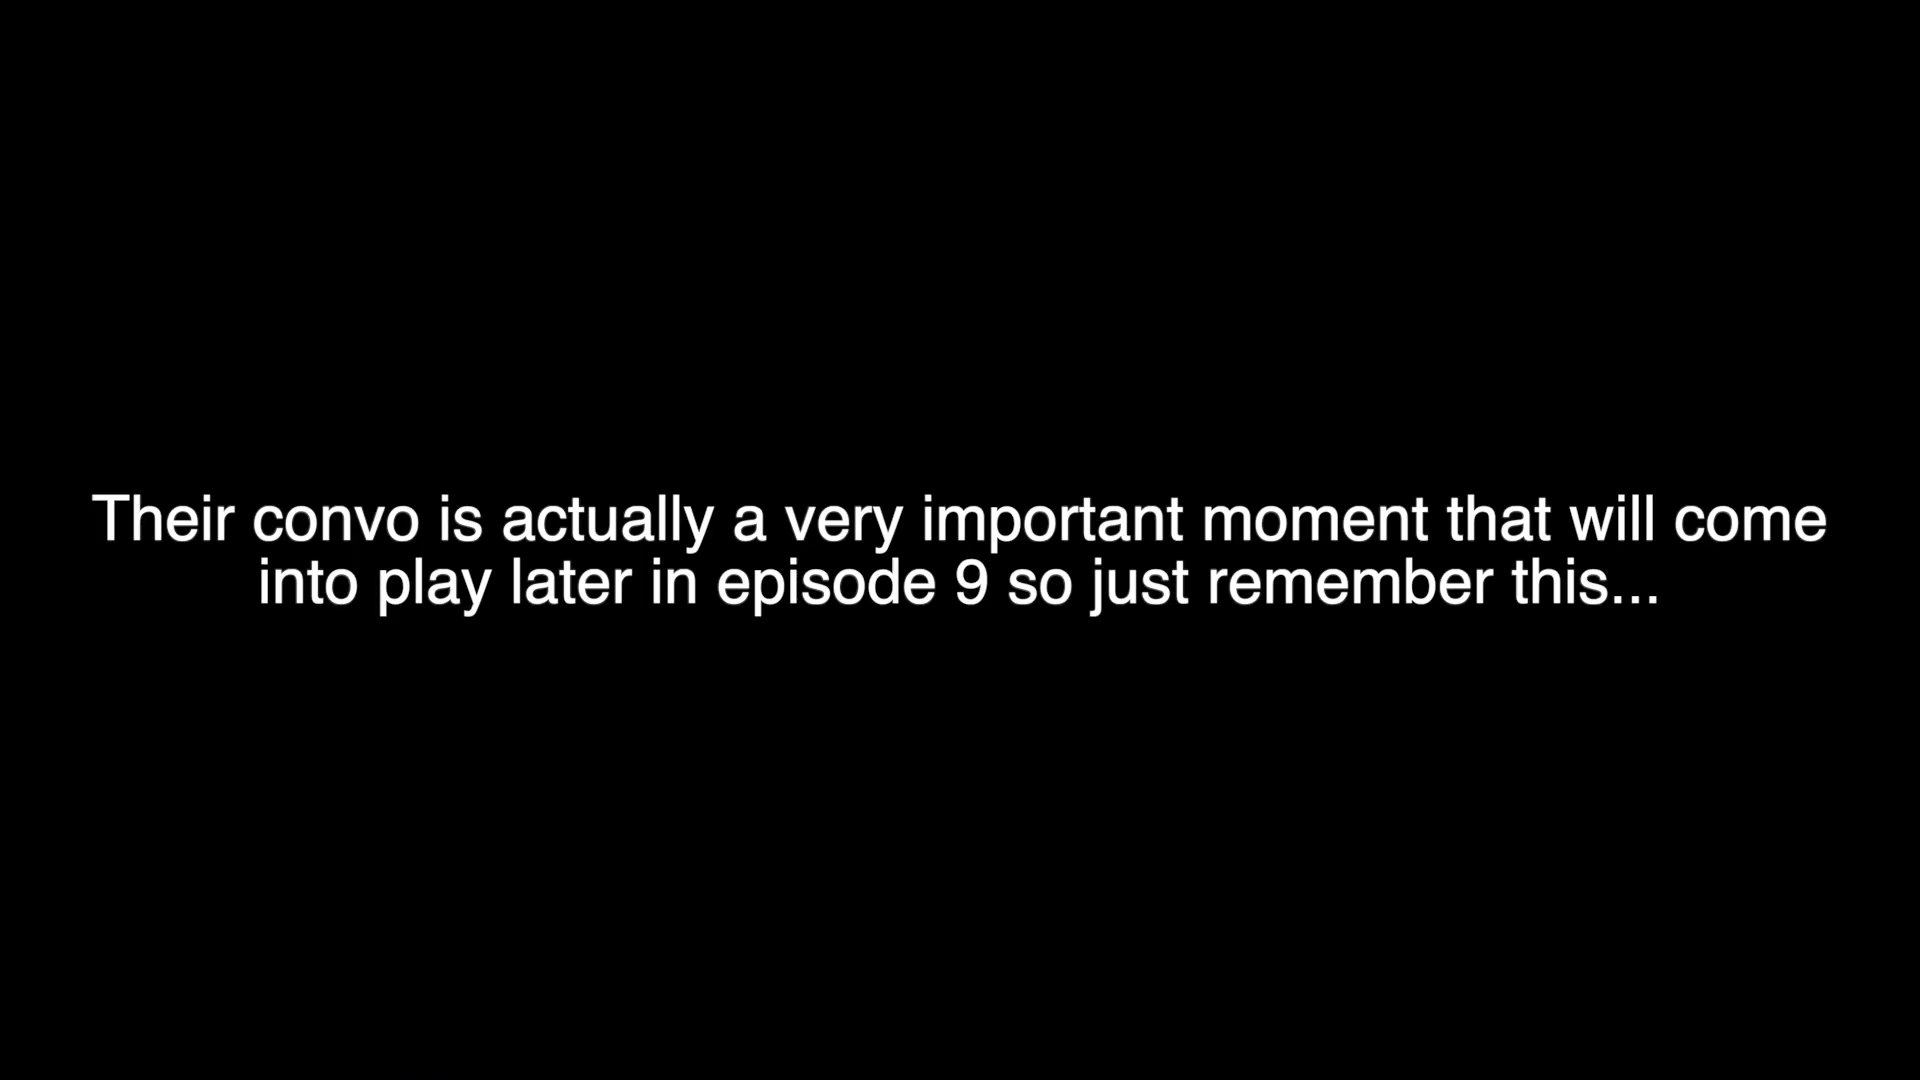 Their convo is actually a very important moment that will come
into play later in episode 9 so just remember this...